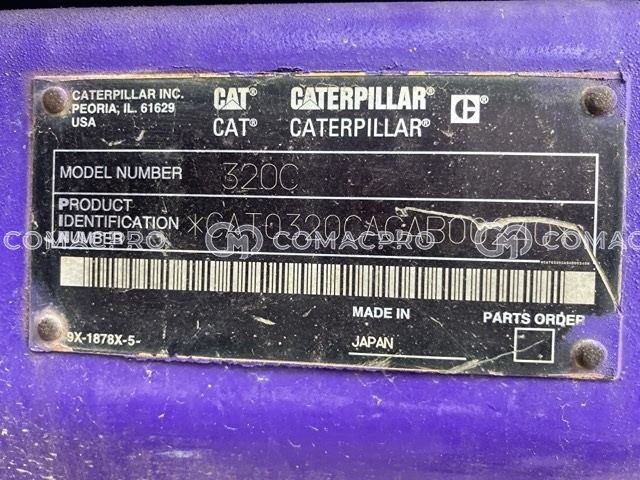 CATERPILLAR INC.
PEORIA, IL. 61629
USA
CAT® CATERPILLAR®
CAT® CATERPILLAR®
MODEL NUMBER 320C
PRODUCT
IDENTIFICATION
NUMBER
COMACPRO COMACPRO COMACPRO
MADE IN PARTS ORDER
9X-1878X-5- JAPAN